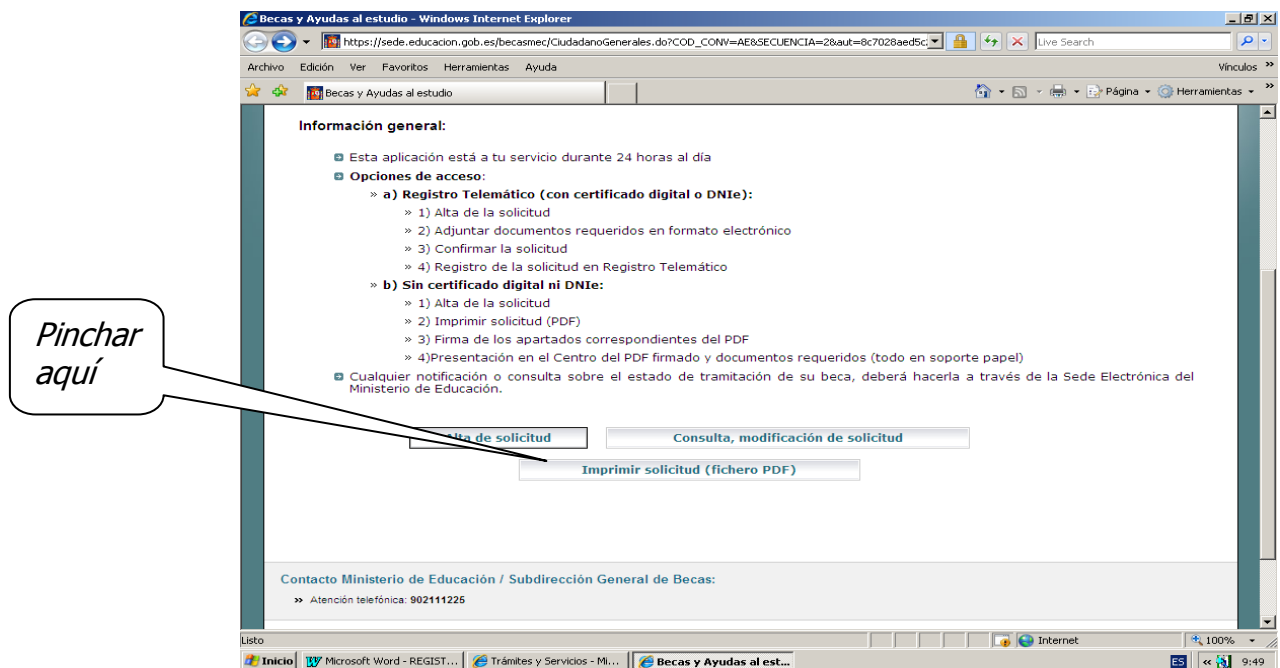 Becas y Ayudas al estudio - Windows Internet Explorer
https://sede.educacion.gob.es/becasmec/CiudadanoGenerales.do?COD_CONV=AE&SECUENCIA=2&aut=8c7028aed5c
Live Search
Archivo Edición Ver Favoritos Herramientas Ayuda
Vínculos »
Becas y Ayudas al estudio
Página Herramientas »
Información general:
Esta aplicación está a tu servicio durante 24 horas al día
Opciones de acceso:
» a) Registro Telemático (con certificado digital o DNIe):
» 1) Alta de la solicitud
» 2) Adjuntar documentos requeridos en formato electrónico
» 3) Confirmar la solicitud
» 4) Registro de la solicitud en Registro Telemático
» b) Sin certificado digital ni DNIe:
» 1) Alta de la solicitud
» 2) Imprimir solicitud (PDF)
» 3) Firma de los apartados correspondientes del PDF
» 4)Presentación en el Centro del PDF firmado y documentos requeridos (todo en soporte papel)
Cualquier notificación o consulta sobre el estado de tramitación de su beca, deberá hacerla a través de la Sede Electrónica del
Ministerio de Educación.
Pinchar
aquí
Alta de solicitud
Consulta, modificación de solicitud
Imprimir solicitud (fichero PDF)
Contacto Ministerio de Educación / Subdirección General de Becas:
» Atención telefónica: 902111225
Listo
Internet
100%
Inicio
Microsoft Word - REGIST...
Trámites y Servicios - Mi...
Becas y Ayudas al est...
ES
«
9:49